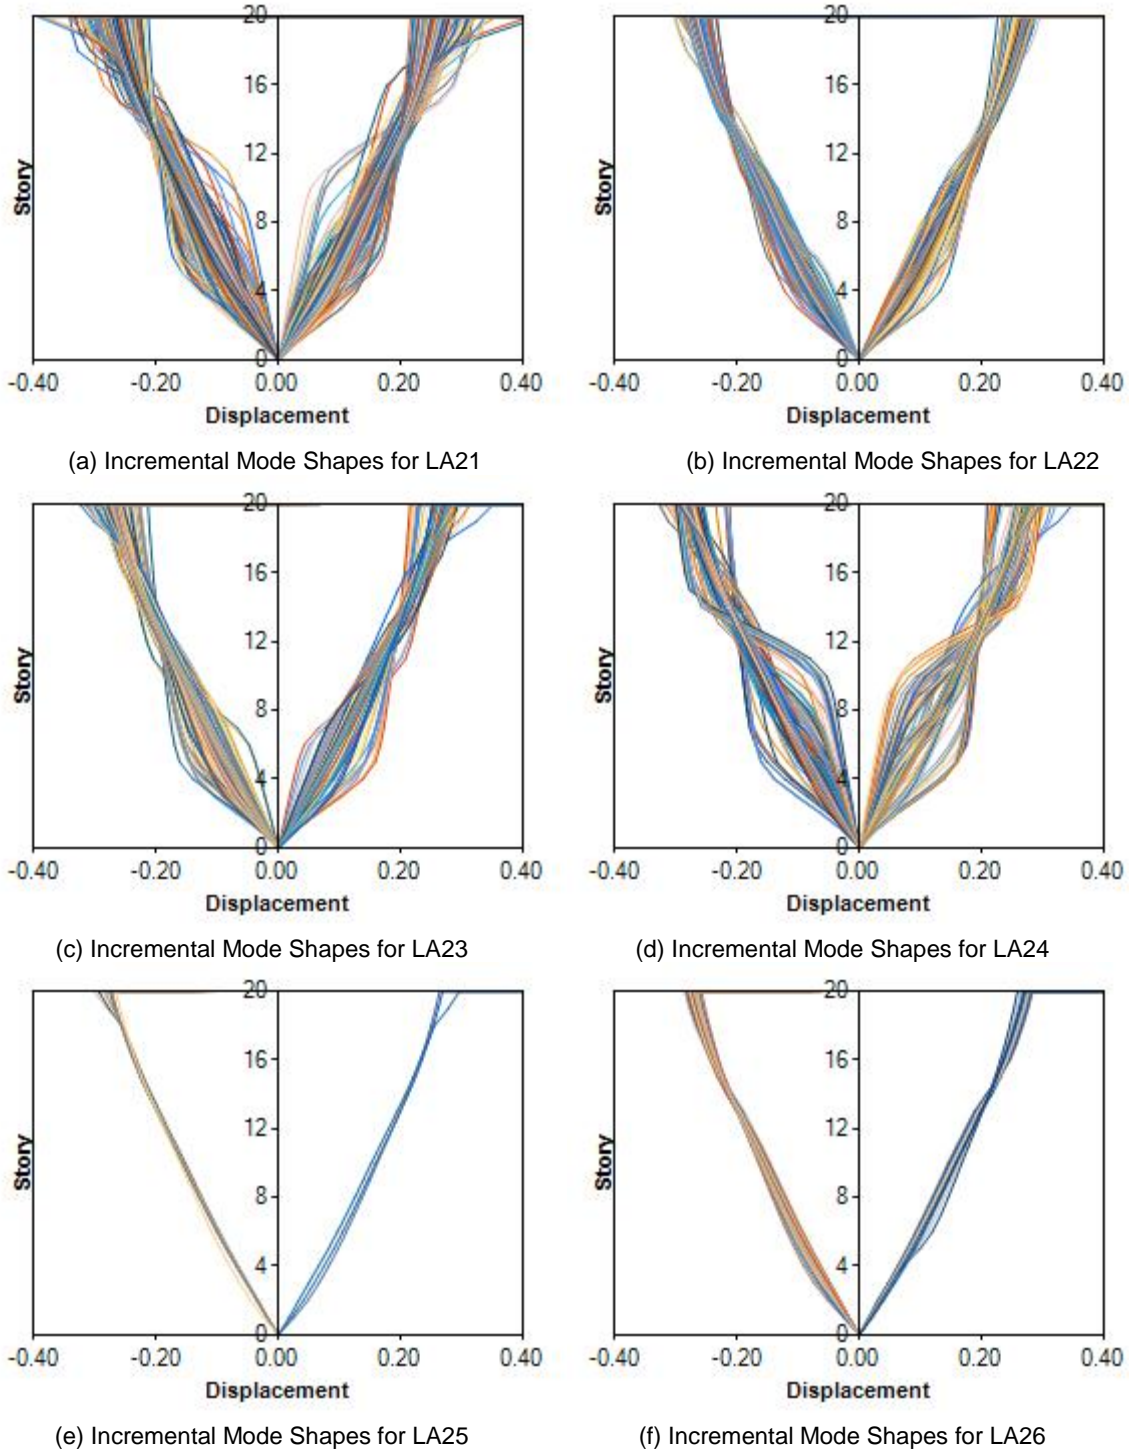 20 20
16 16
12 12
Story Story
8 8
4 4
0 0
-0.40 -0.20 0.00 0.20 0.40 -0.40 -0.20 0.00 0.20 0.40
Displacement Displacement
(a) Incremental Mode Shapes for LA21 (b) Incremental Mode Shapes for LA22
20 20
16 16
12 12
Story Story
8 8
4 4
0 0
-0.40 -0.20 0.00 0.20 0.40 -0.40 -0.20 0.00 0.20 0.40
Displacement Displacement
(c) Incremental Mode Shapes for LA23 (d) Incremental Mode Shapes for LA24
20 20
16 16
12 12
Story Story
8 8
4 4
0 0
-0.40 -0.20 0.00 0.20 0.40 -0.40 -0.20 0.00 0.20 0.40
Displacement Displacement
(e) Incremental Mode Shapes for LA25 (f) Incremental Mode Shapes for LA26